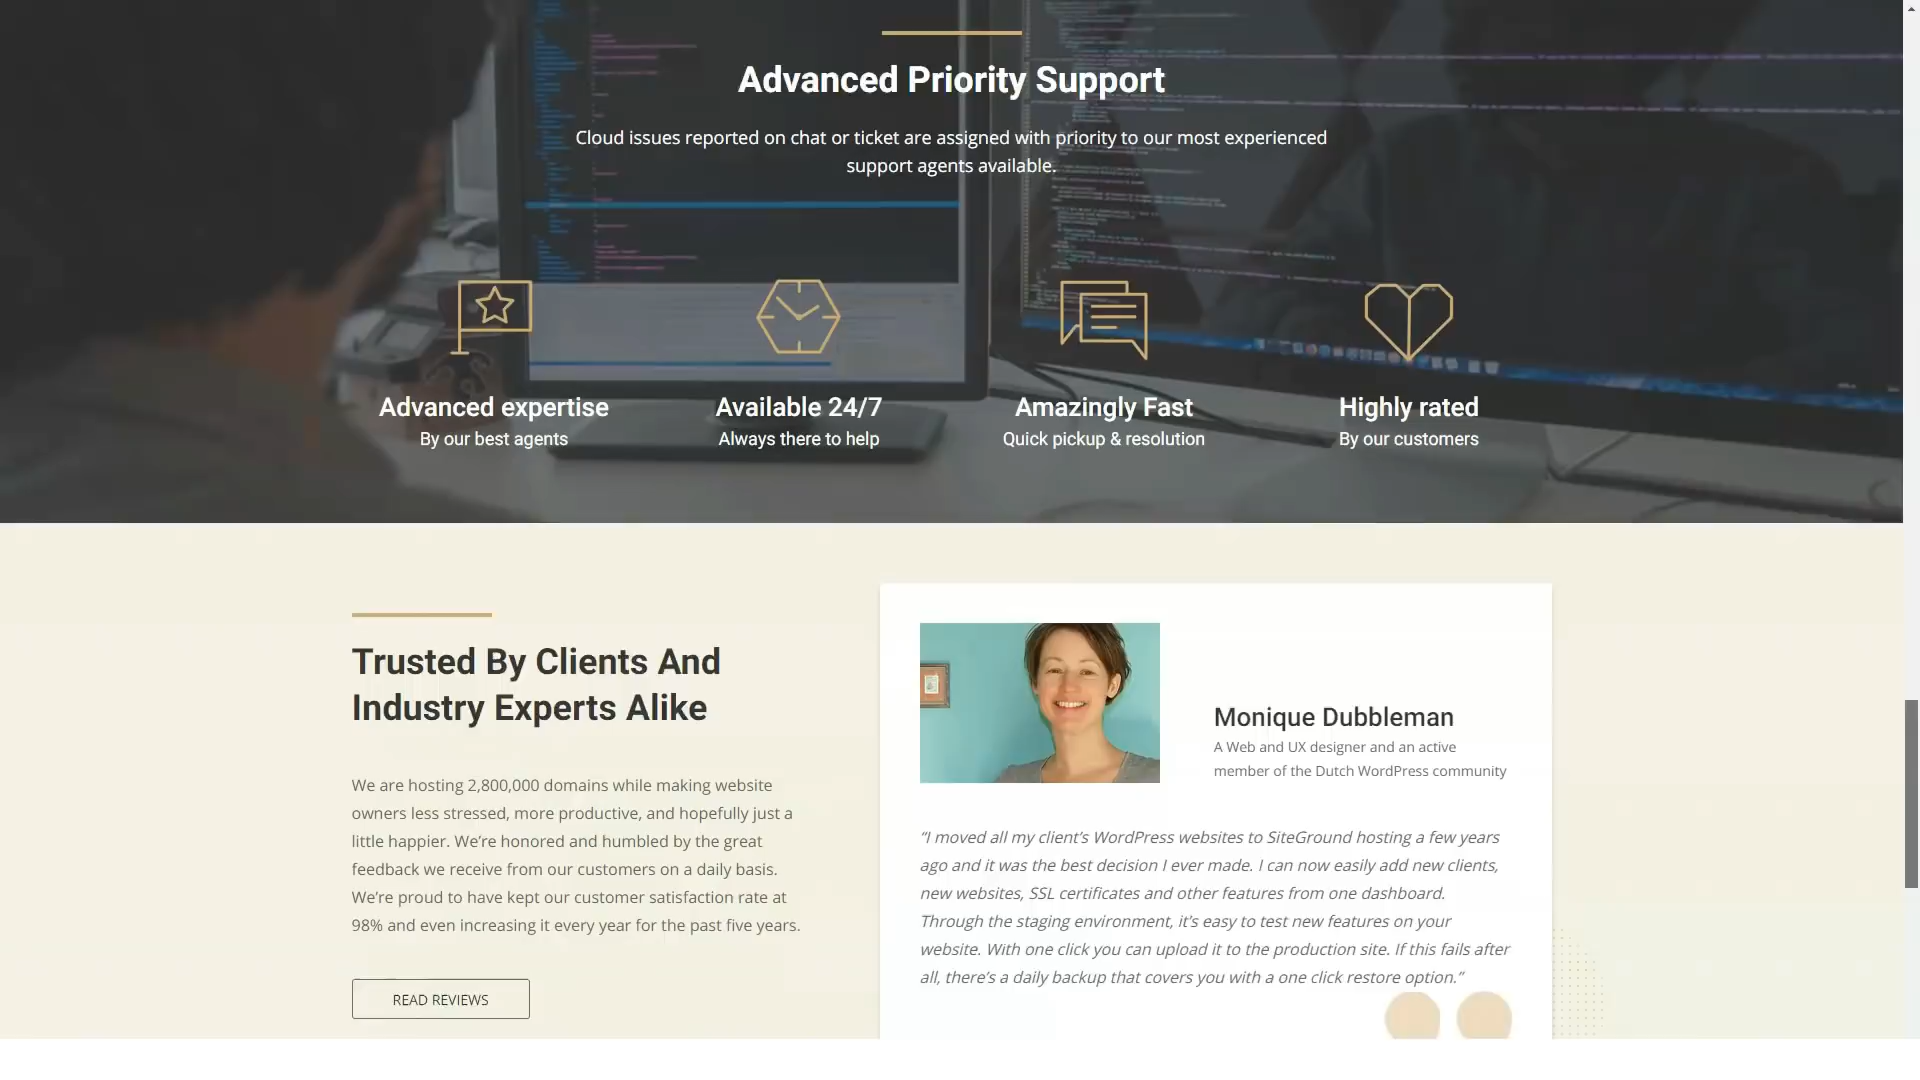 Advanced Priority Support
Cloud issues reported on chat or ticket are assigned with priority to our most experienced
support agents available.
Advanced expertise
By our best agents
Available 24/7
Always there to help
Amazingly Fast
Quick pickup & resolution
Highly rated
By our customers
Trusted By Clients And
Industry Experts Alike
We are hosting 2,800,000 domains while making website
owners less stressed, more productive, and hopefully just a
little happier. We’re honored and humbled by the great
feedback we receive from our customers on a daily basis.
We’re proud to have kept our customer satisfaction rate at
98% and even increasing it every year for the past five years.
READ REVIEWS
Monique Dubbleman
A Web and UX designer and an active
member of the Dutch WordPress community
“I moved all my client’s WordPress websites to SiteGround hosting a few years
ago and it was the best decision I ever made. I can now easily add new clients,
new websites, SSL certificates and other features from one dashboard.
Through the staging environment, it’s easy to test new features on your
website. With one click you can upload it to the production site. If this fails after
all, there’s a daily backup that covers you with a one click restore option.”